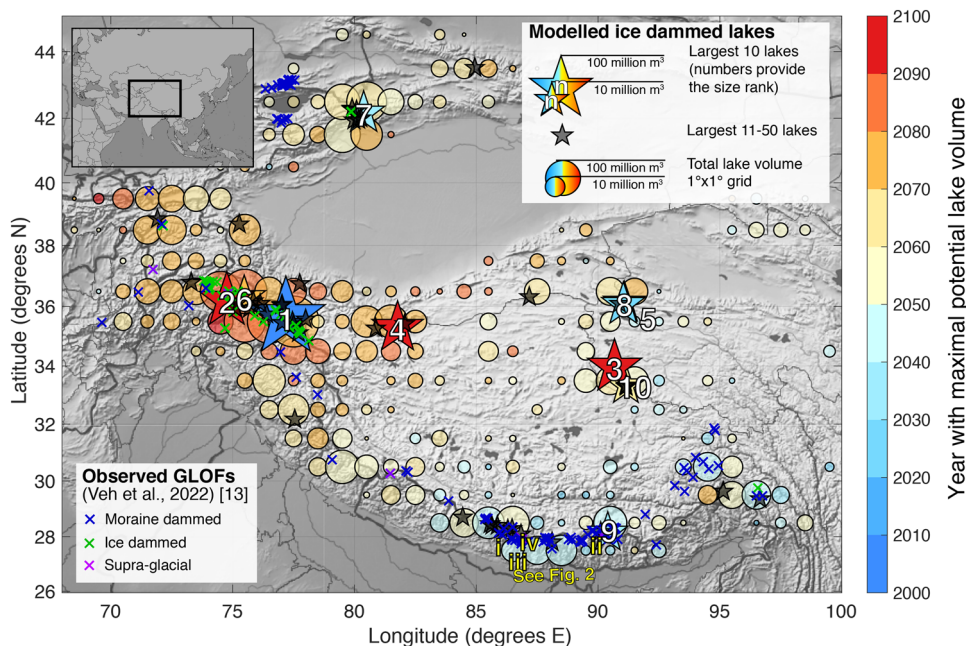 Modelled ice dammed lakes
100 million m³
10 million m³
n
n
Largest 10 lakes
(numbers provide
the size rank)
Largest 11-50 lakes
100 million m³
10 million m³
Total lake volume
1°x1° grid
Observed GLOFs
(Veh et al., 2022) [13]
Moraine dammed
Ice dammed
Supra-glacial
7
2
6
1
4
8
5
3
10
9
i
iv
ii
iii
See Fig. 2
44
42
40
38
36
34
32
30
28
26
Latitude (degrees N)
70
75
80
85
90
95
100
Longitude (degrees E)
2100
2090
2080
2070
2060
2050
2040
2030
2020
2010
2000
Year with maximal potential lake volume